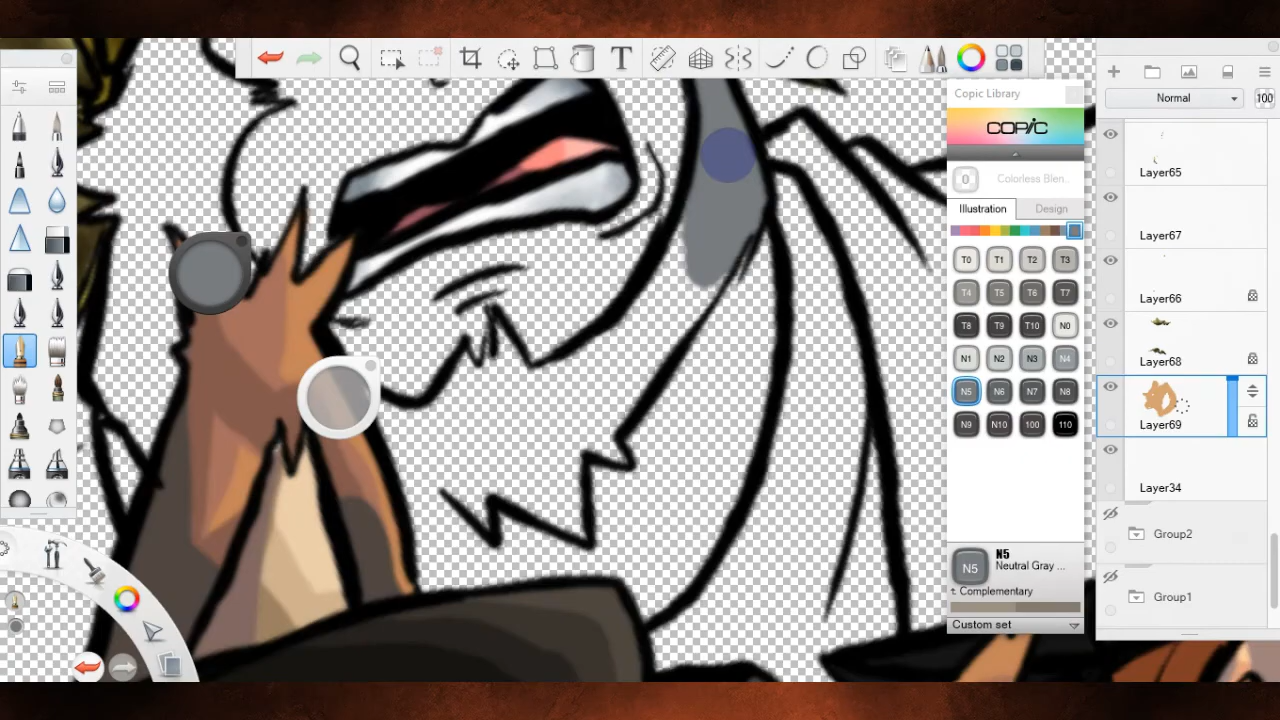 T
Copic Library
COPIC
0 Colorless Blen...
Illustration Design
T0 T1 T2 T3
T4 T5 T6 T7
T8 T9 T10 N0
N1 N2 N3 N4
N5 N6 N7 N8
N9 N10 100 110
N5
N5
Neutral Gray ...
Complementary
Custom set
Normal 100
Layer65
Layer67
Layer66
Layer68
Layer69
Layer34
Group2
Group1